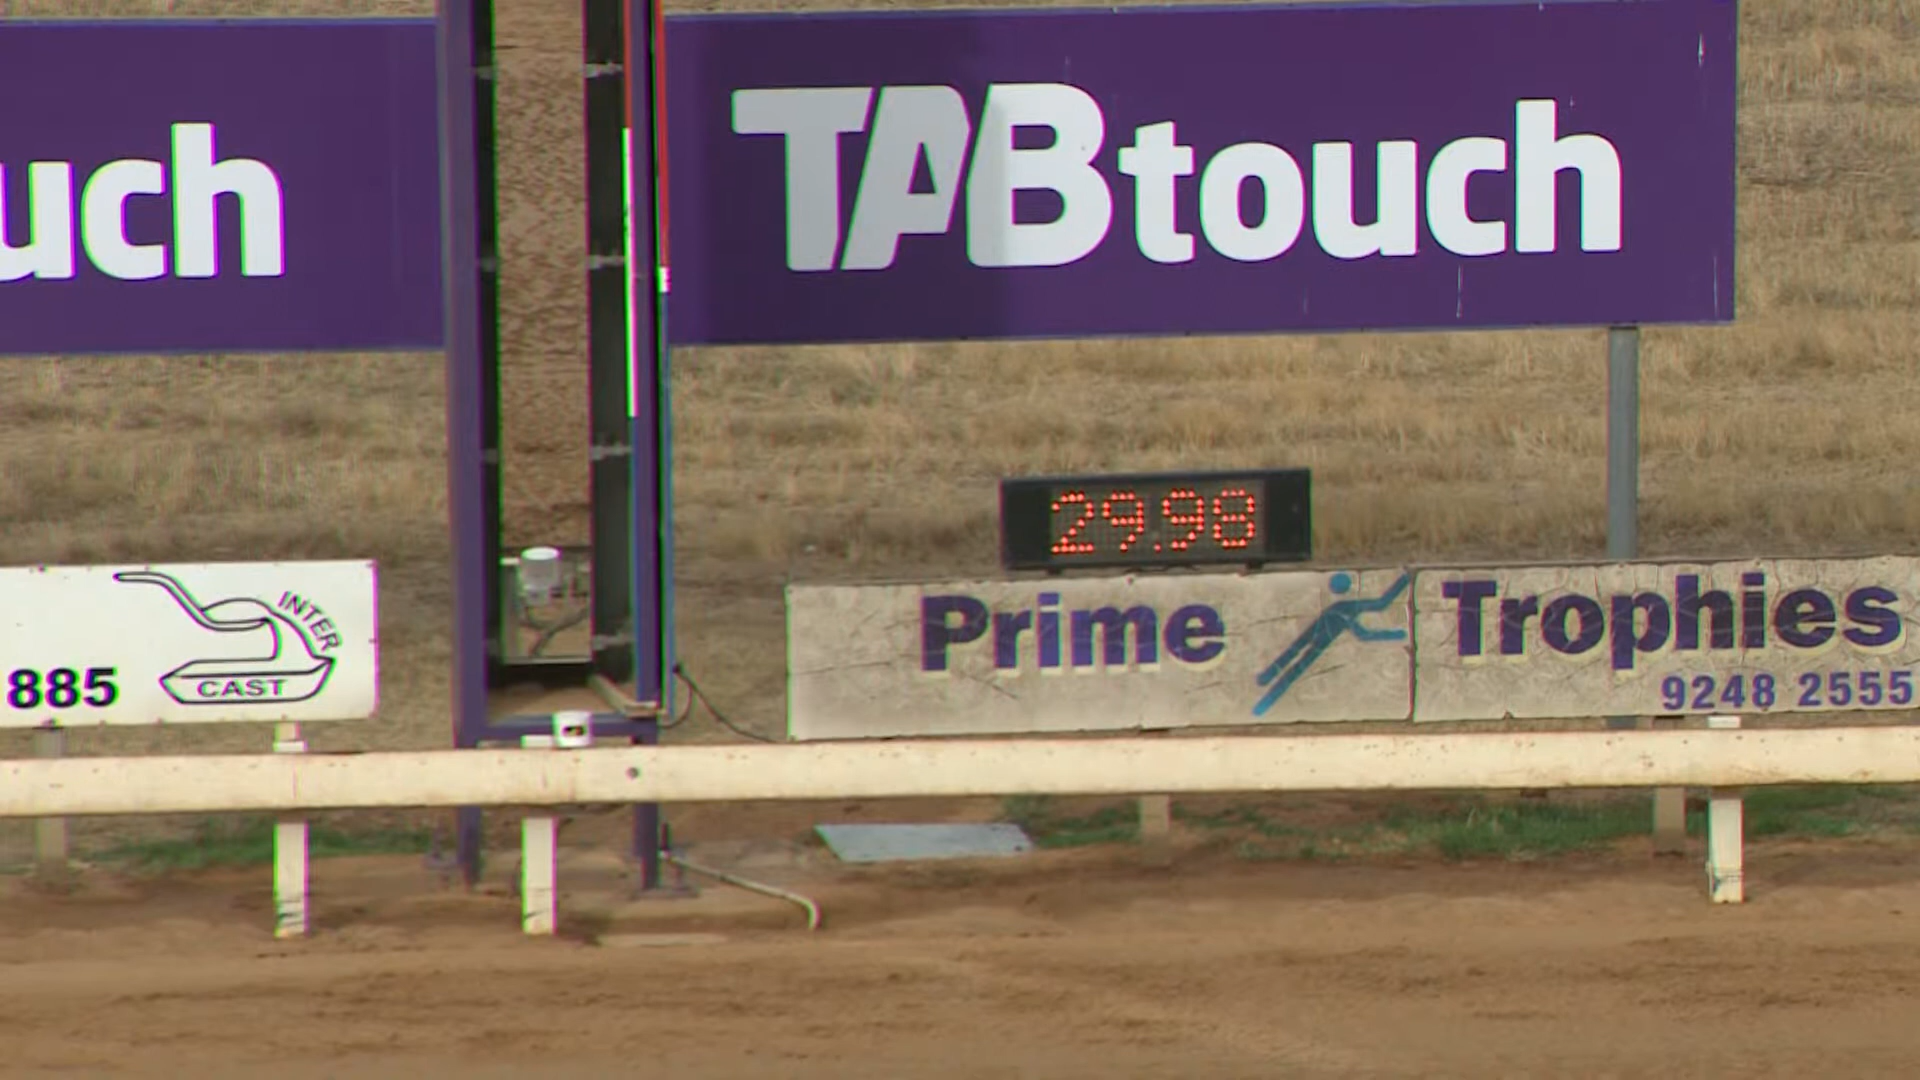 uch
TABtouch
29.98
INTER
CAST
885
Prime Trophies
9248 2555